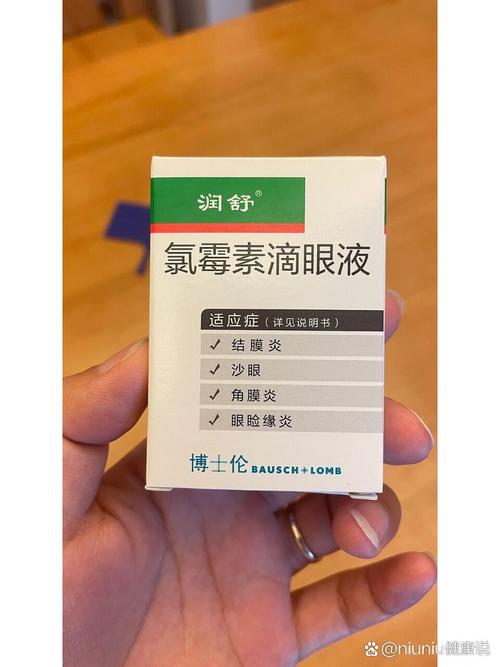 润舒®
氯霉素滴眼液
适应症（详见说明书）
✓ 结膜炎
✓ 沙眼
✓ 角膜炎
✓ 眼睑缘炎
博士伦 BAUSCH+LOMB
@niuniu健康说